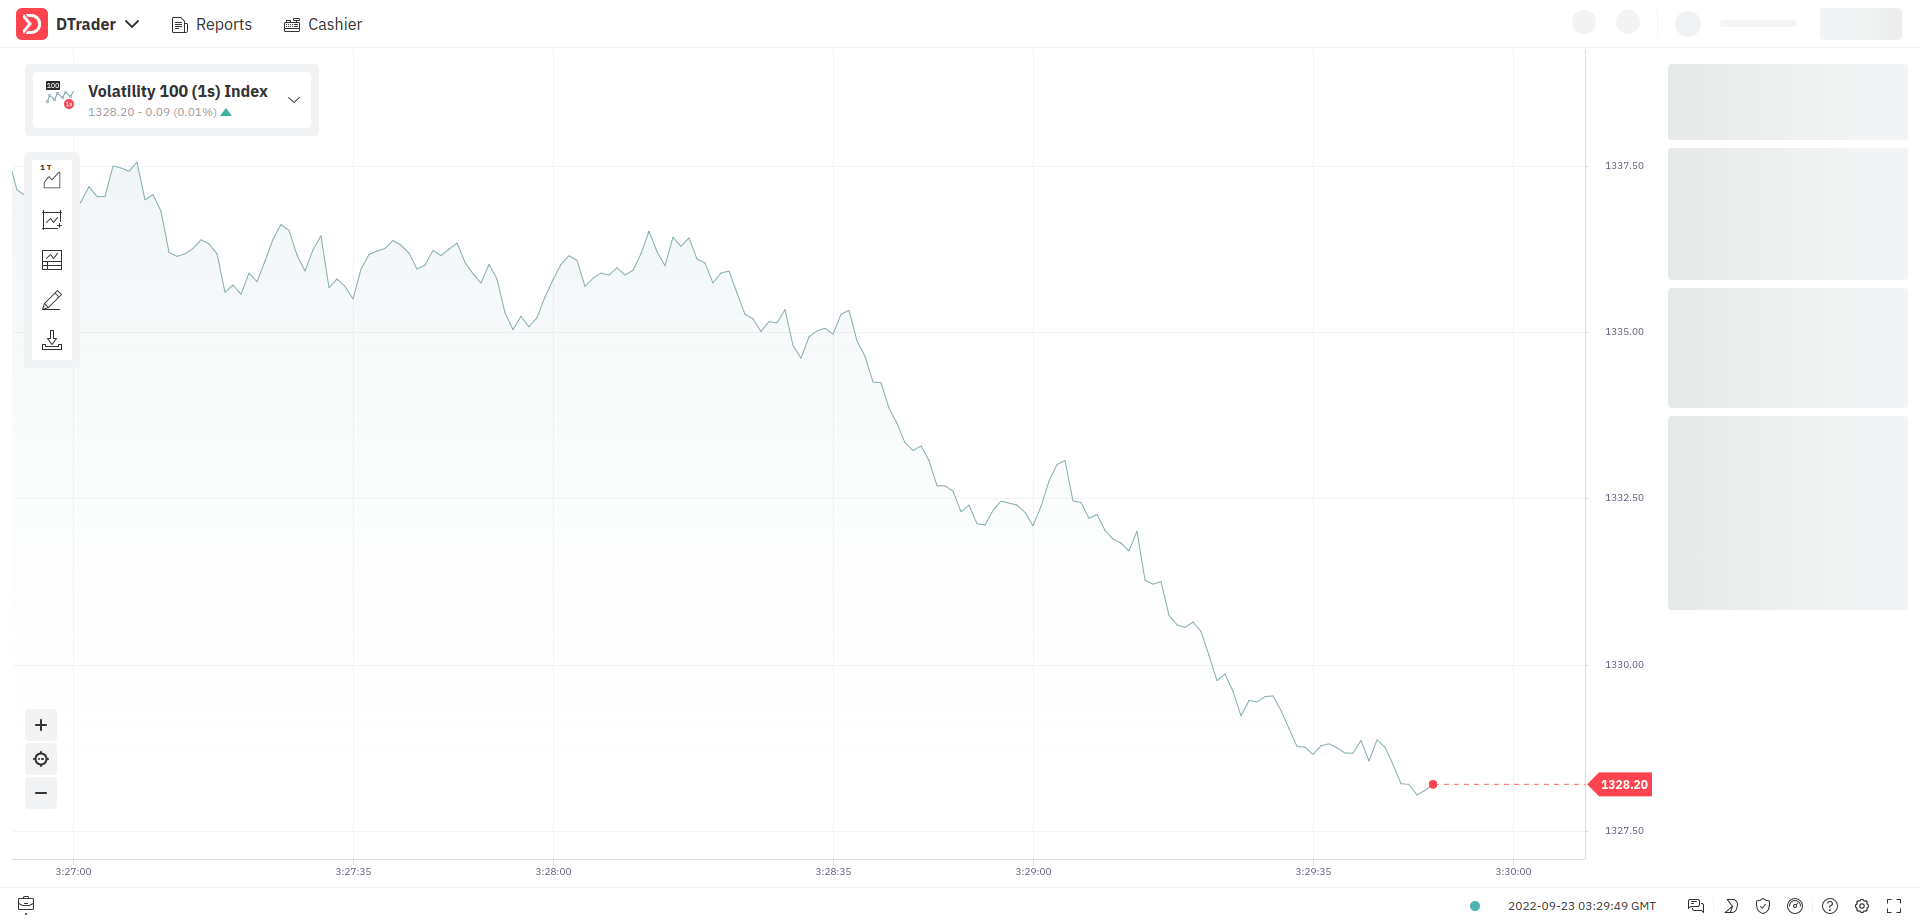 DTrader
Reports
Cashier
100
Volatility 100 (1s) Index
1s
1328.20 - 0.09 (0.01%)
1T
1337.50
1335.00
1332.50
1330.00
1328.20
1327.50
3:27:00
3:27:35
3:28:00
3:28:35
3:29:00
3:29:35
3:30:00
2022-09-23 03:29:49 GMT